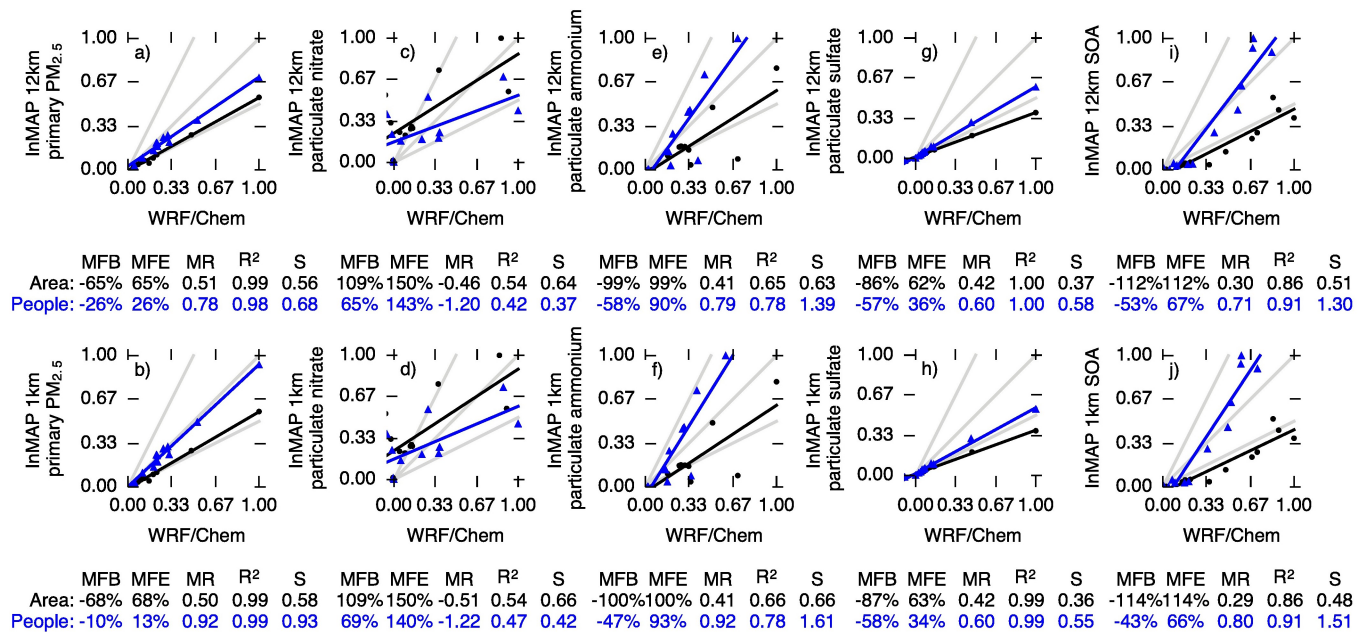 InMAP 12km
primary PM2.5
a)
1.00
0.67
0.33
0.00
0.00 0.33 0.67 1.00
WRF/Chem
InMAP 12km
particulate nitrate
c)
1.00
0.67
0.33
0.00
0.00 0.33 0.67 1.00
WRF/Chem
InMAP 12km
particulate ammonium
e)
1.00
0.67
0.33
0.00
0.00 0.33 0.67 1.00
WRF/Chem
InMAP 12km
particulate sulfate
g)
1.00
0.67
0.33
0.00
0.00 0.33 0.67 1.00
WRF/Chem
InMAP 12km SOA
i)
1.00
0.67
0.33
0.00
0.00 0.33 0.67 1.00
WRF/Chem
MFB MFE MR R² S MFB MFE MR R² S MFB MFE MR R² S MFB MFE MR R² S MFB MFE MR R² S
Area: -65% 65% 0.51 0.99 0.56 109% 150% -0.46 0.54 0.64 -99% 99% 0.41 0.65 0.63 -86% 62% 0.42 1.00 0.37 -112% 112% 0.30 0.86 0.51
People: -26% 26% 0.78 0.98 0.68 65% 143% -1.20 0.42 0.37 -58% 90% 0.79 0.78 1.39 -57% 36% 0.60 1.00 0.58 -53% 67% 0.71 0.91 1.30
InMAP 1km
primary PM2.5
b)
1.00
0.67
0.33
0.00
0.00 0.33 0.67 1.00
WRF/Chem
InMAP 1km
particulate nitrate
d)
1.00
0.67
0.33
0.00
0.00 0.33 0.67 1.00
WRF/Chem
InMAP 1km
particulate ammonium
f)
1.00
0.67
0.33
0.00
0.00 0.33 0.67 1.00
WRF/Chem
InMAP 1km
particulate sulfate
h)
1.00
0.67
0.33
0.00
0.00 0.33 0.67 1.00
WRF/Chem
InMAP 1km SOA
j)
1.00
0.67
0.33
0.00
0.00 0.33 0.67 1.00
WRF/Chem
MFB MFE MR R² S MFB MFE MR R² S MFB MFE MR R² S MFB MFE MR R² S MFB MFE MR R² S
Area: -68% 68% 0.50 0.99 0.58 109% 150% -0.51 0.54 0.66 -100% 100% 0.41 0.66 0.66 -87% 63% 0.42 0.99 0.36 -114% 114% 0.29 0.86 0.48
People: -10% 13% 0.92 0.99 0.93 69% 140% -1.22 0.47 0.42 -47% 93% 0.92 0.78 1.61 -58% 34% 0.60 0.99 0.55 -43% 66% 0.80 0.91 1.51